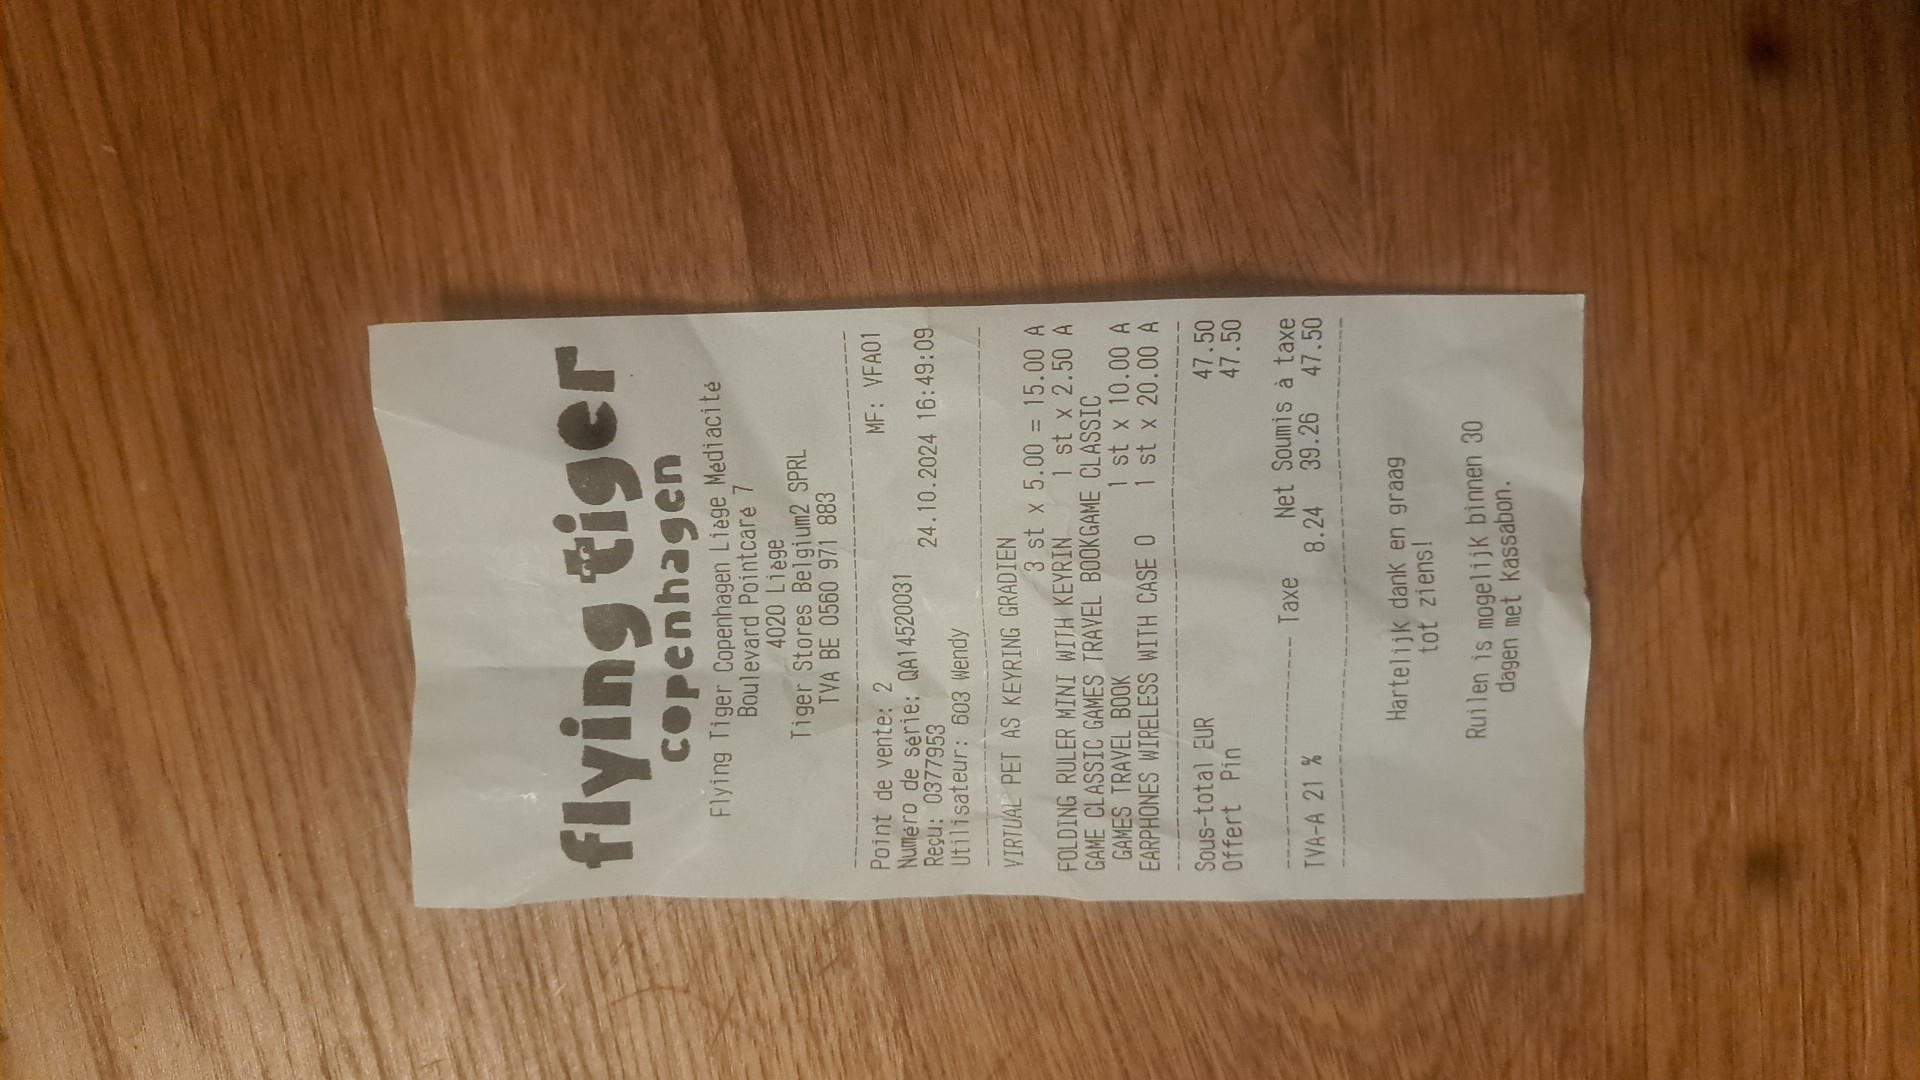 flying tiger
copenhagen
Flying Tiger Copenhagen Liège Médiacité
Boulevard Pointcaré 7
4020 Liège
Tiger Stores Belgium2 SPRL
TVA BE 0560 971 883
Point de vente: 2 MF: VFA01
Numéro de série: QA14520031
Reçu: 0377953 24.10.2024 16:49:09
Utilisateur: 603 Wendy
VIRTUAL PET AS KEYRING GRADIEN
3 st x 5.00 = 15.00 A
FOLDING RULER MINI WITH KEYRIN 1 st x 2.50 A
GAME CLASSIC GAMES TRAVEL BOOKGAME CLASSIC
GAMES TRAVEL BOOK 1 st x 10.00 A
EARPHONES WIRELESS WITH CASE O 1 st x 20.00 A
Sous-total EUR 47.50
Offert Pin 47.50
Taxe Net Soumis à taxe
TVA-A 21 % 8.24 39.26 47.50
Hartelijk dank en graag
tot ziens!
Ruilen is mogelijk binnen 30
dagen met kassabon.